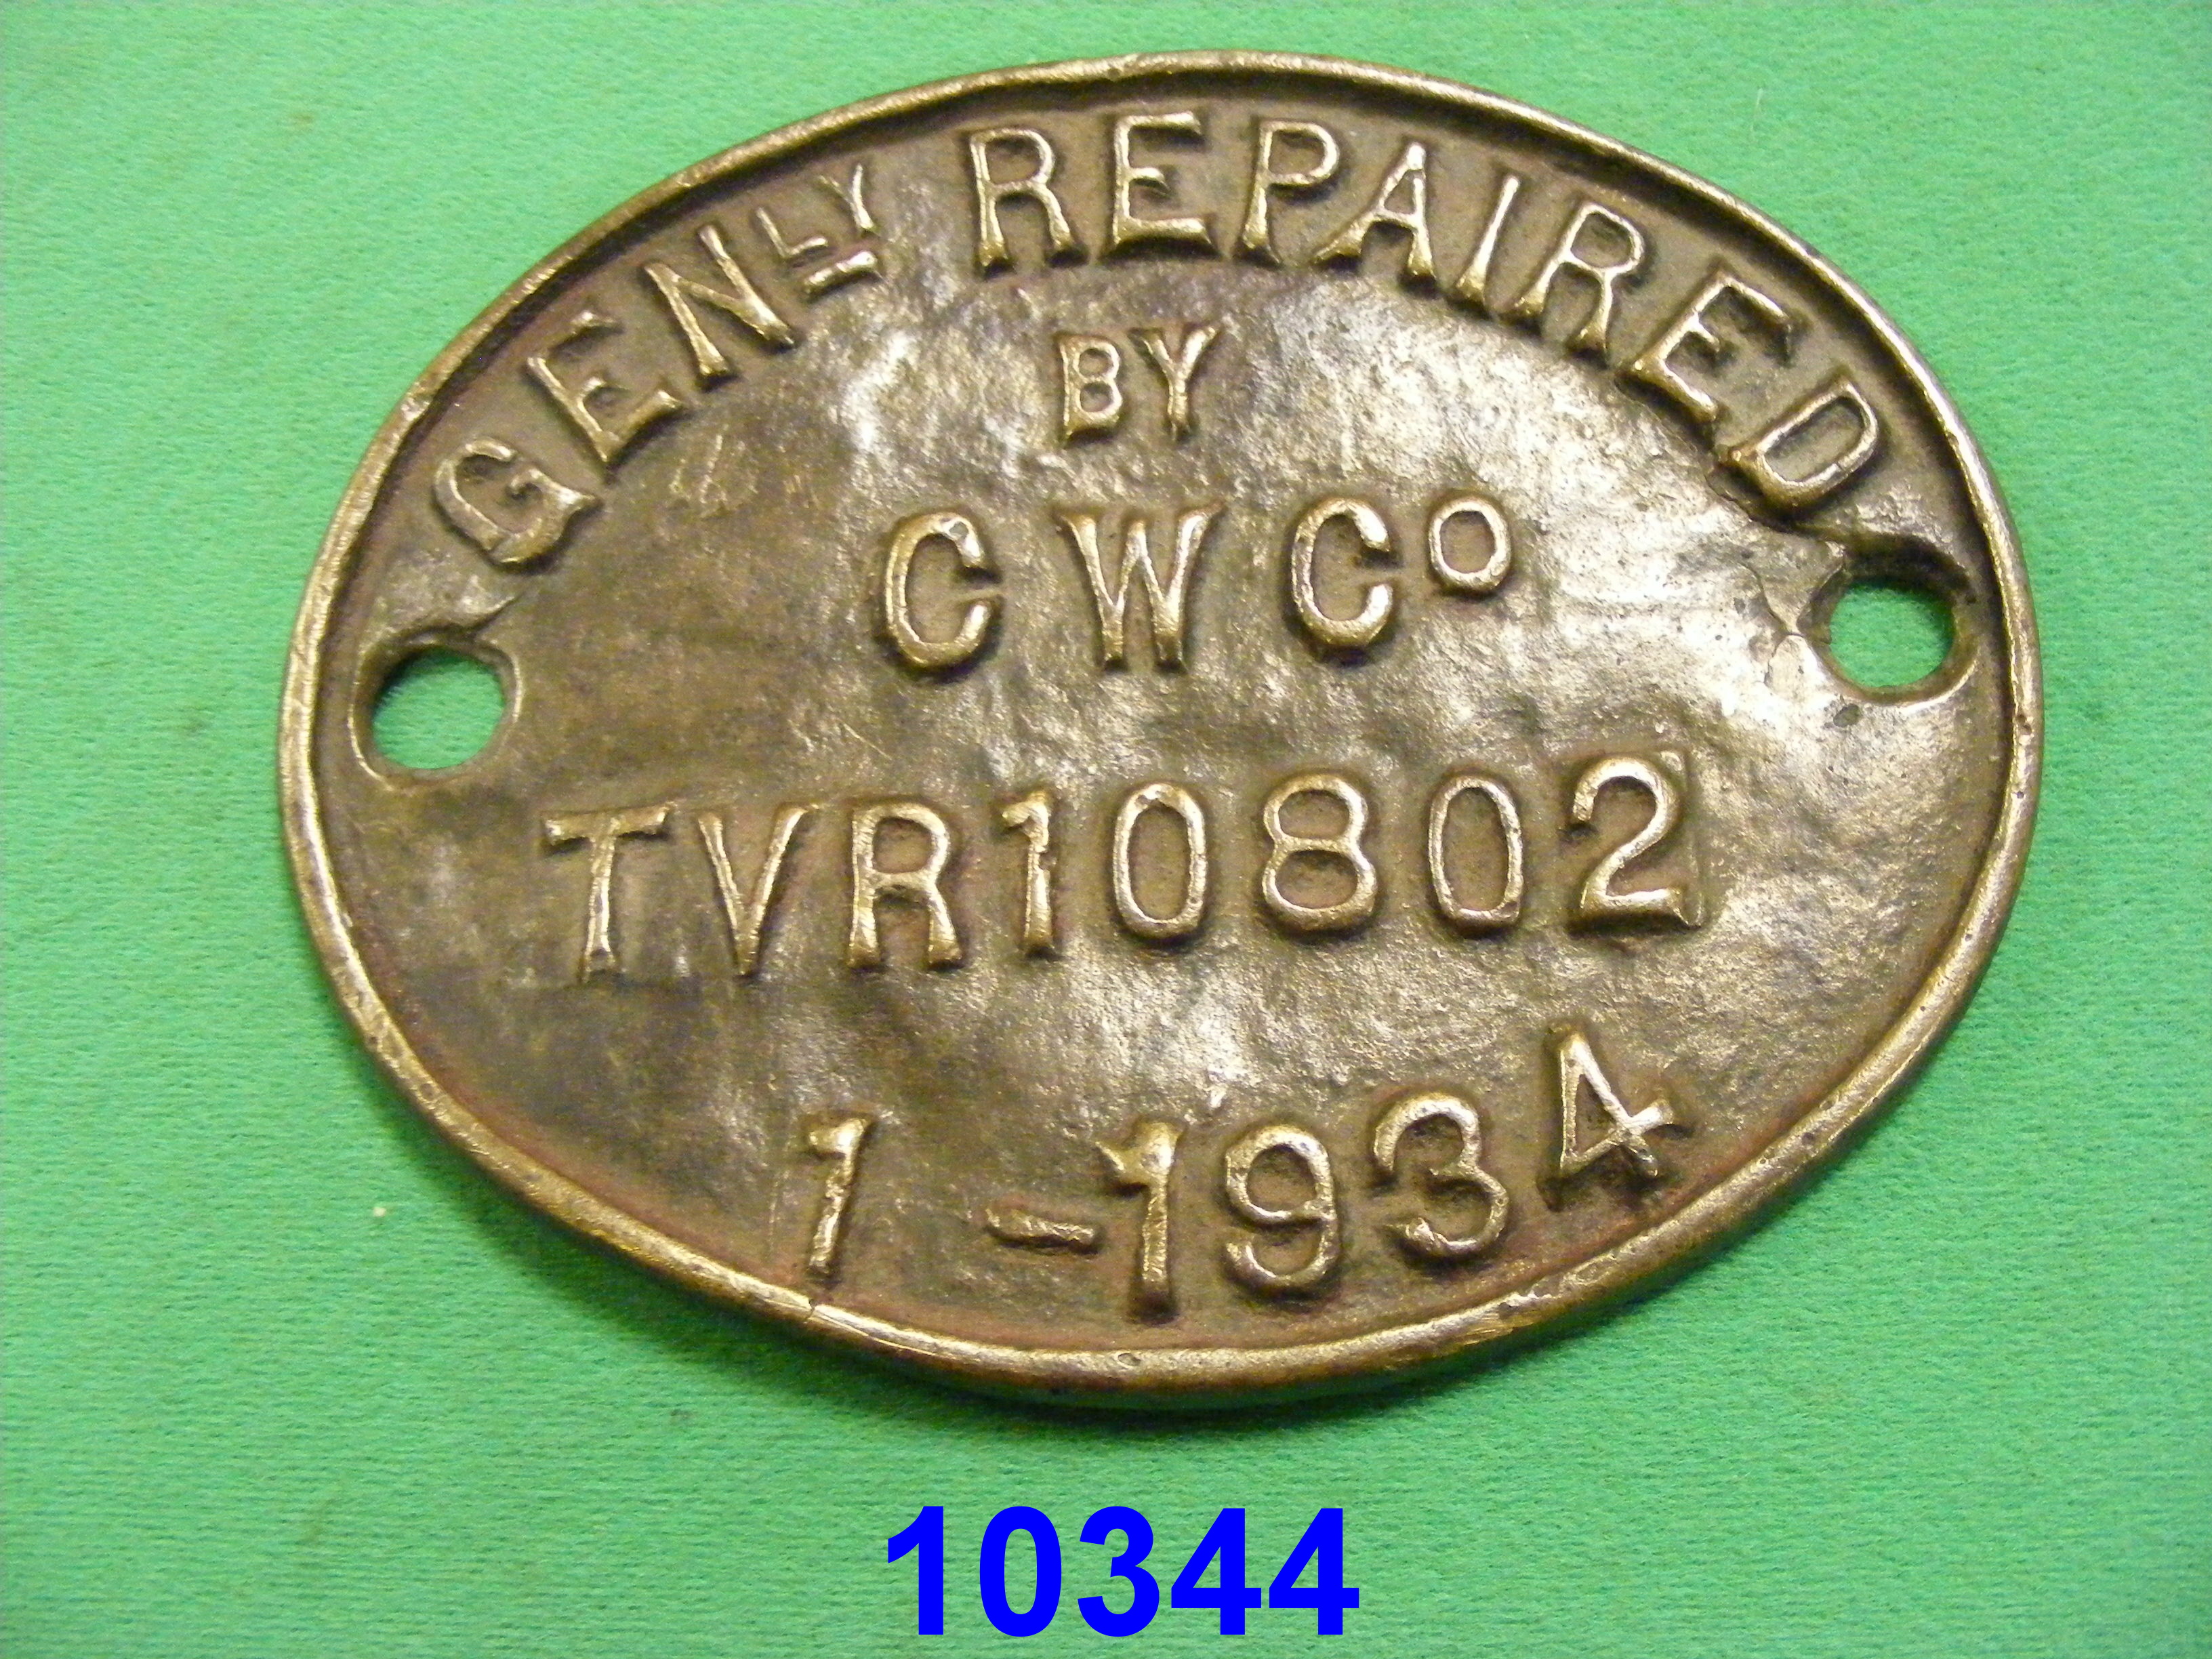 GENLY REPAIRED
BY
C W Co
TVR10802
1 -1934
10344